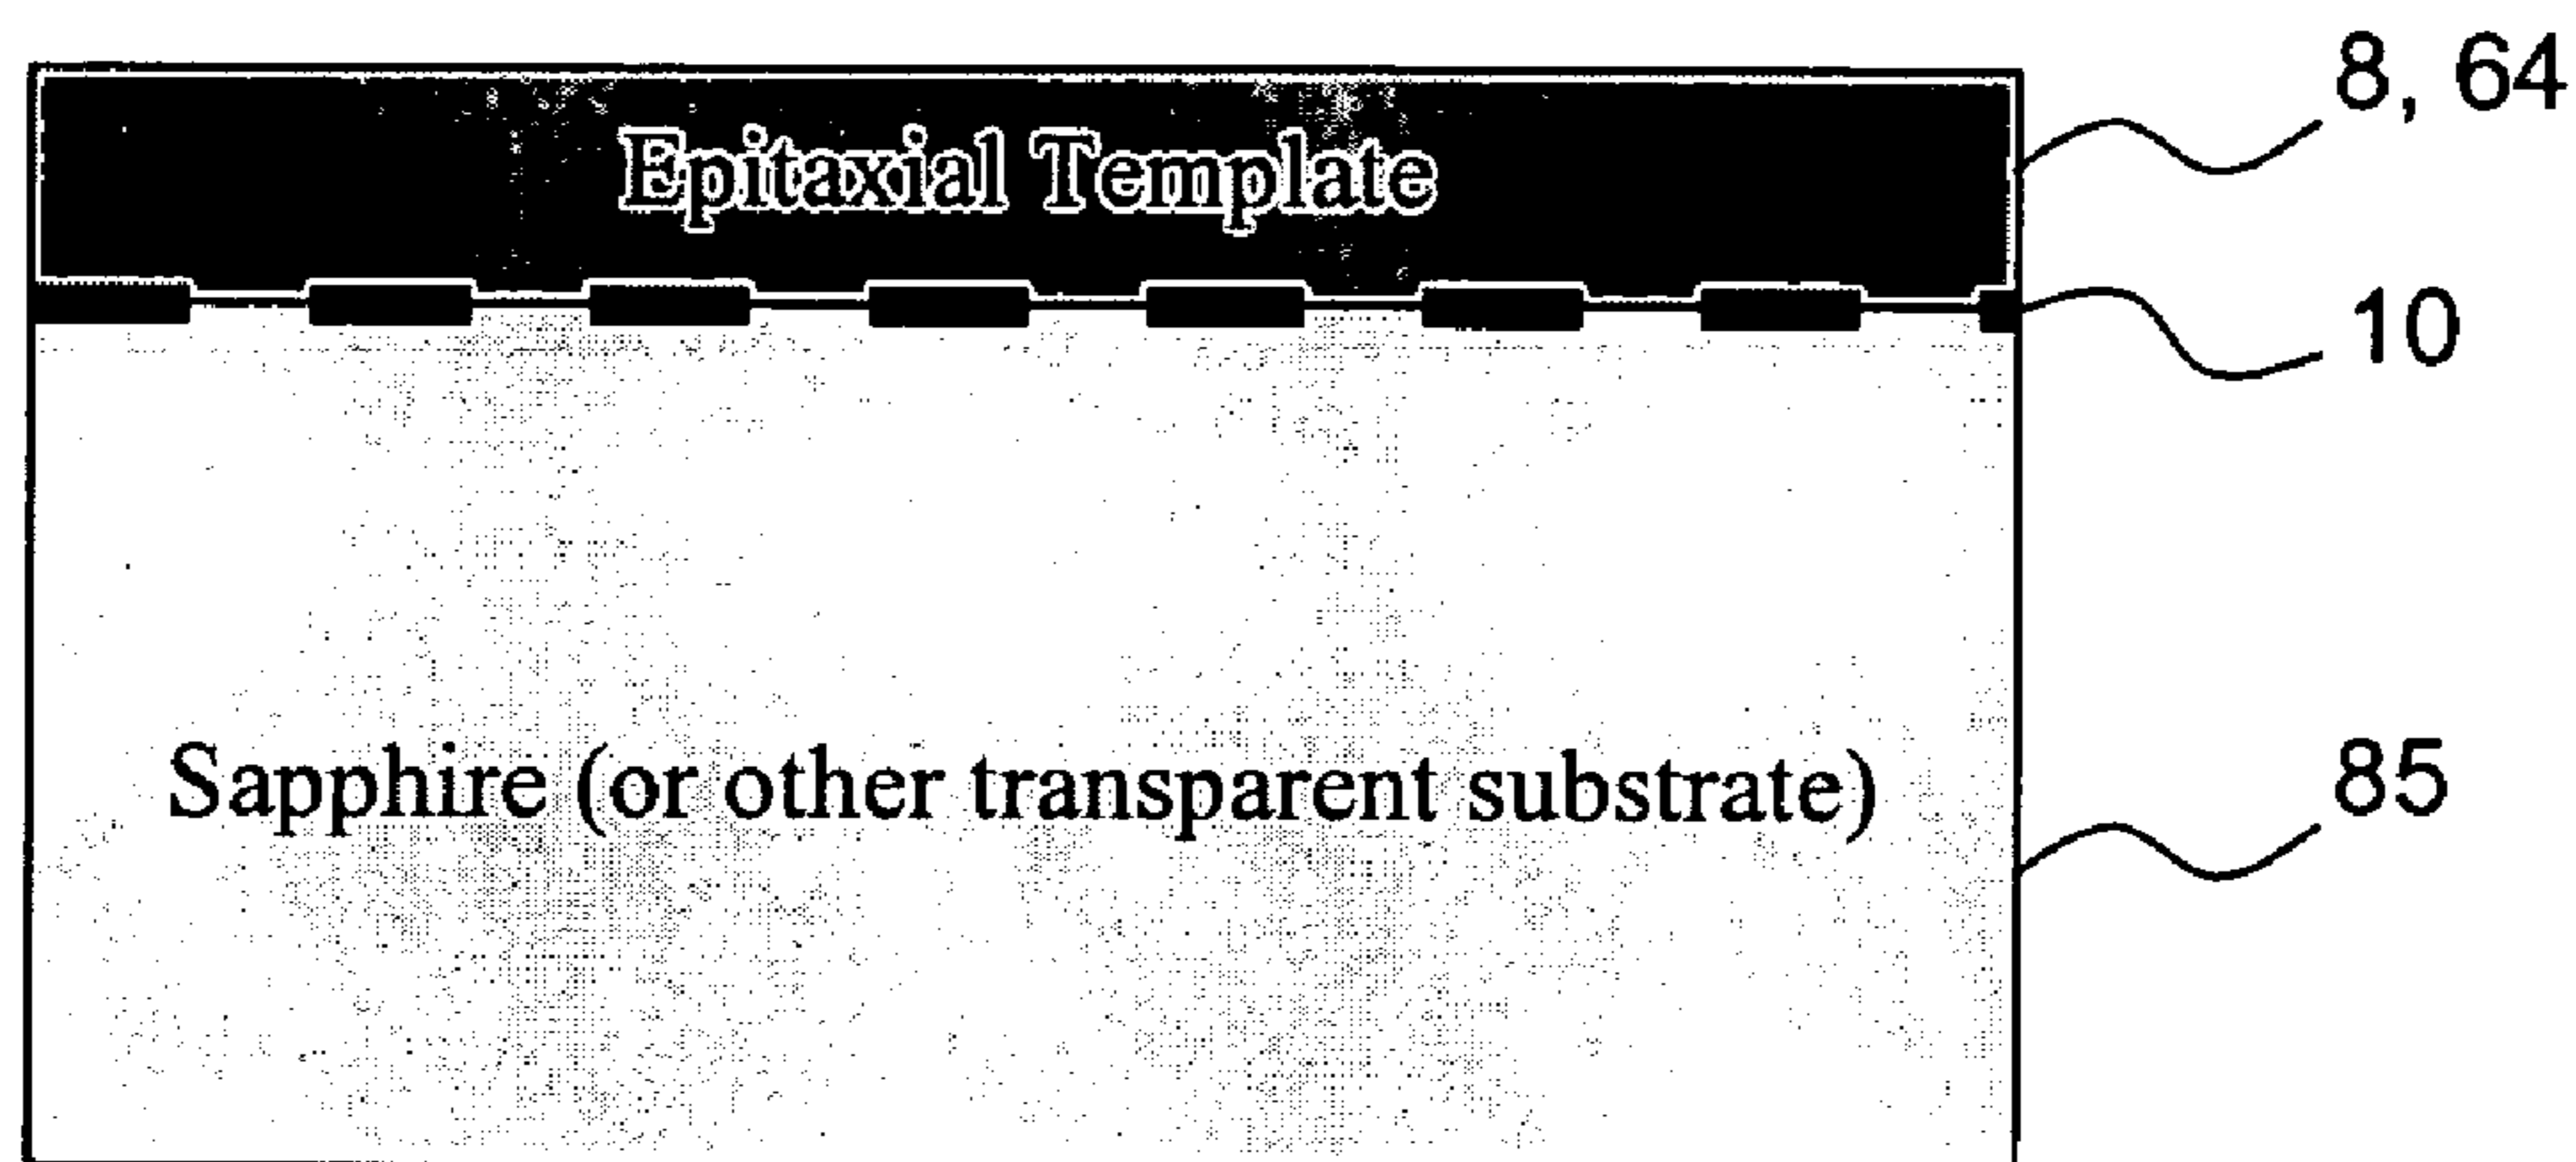 8, 64
Epitaxial Template
10
Sapphire (or other transparent substrate)
85